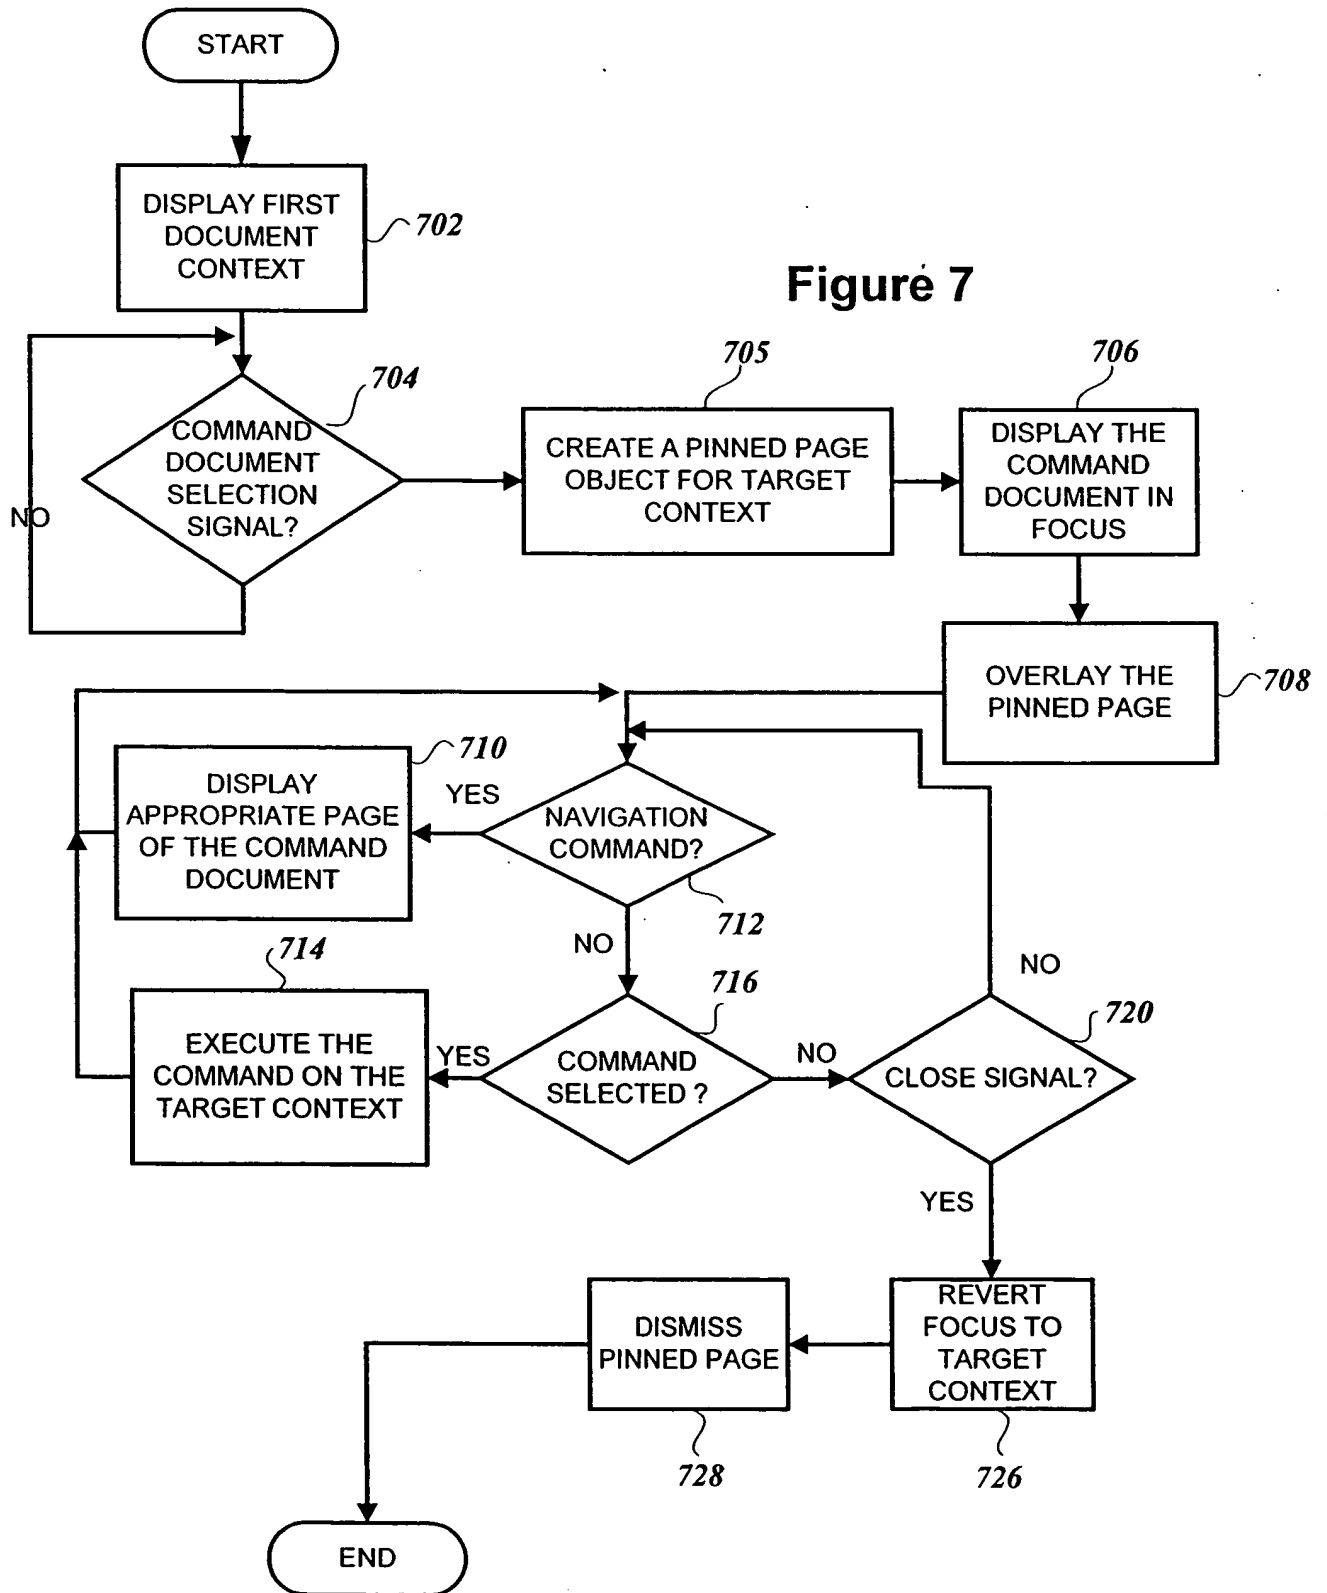 START
DISPLAY FIRST
DOCUMENT
CONTEXT
702
Figure 7
704
COMMAND
DOCUMENT
SELECTION
SIGNAL?
NO
705
CREATE A PINNED PAGE
OBJECT FOR TARGET
CONTEXT
706
DISPLAY THE
COMMAND
DOCUMENT IN
FOCUS
OVERLAY THE
PINNED PAGE
708
710
DISPLAY
APPROPRIATE PAGE
OF THE COMMAND
DOCUMENT
YES
NAVIGATION
COMMAND?
712
NO
714
EXECUTE THE
COMMAND ON THE
TARGET CONTEXT
YES
716
COMMAND
SELECTED ?
NO
NO
720
CLOSE SIGNAL?
YES
REVERT
FOCUS TO
TARGET
CONTEXT
726
DISMISS
PINNED PAGE
728
END